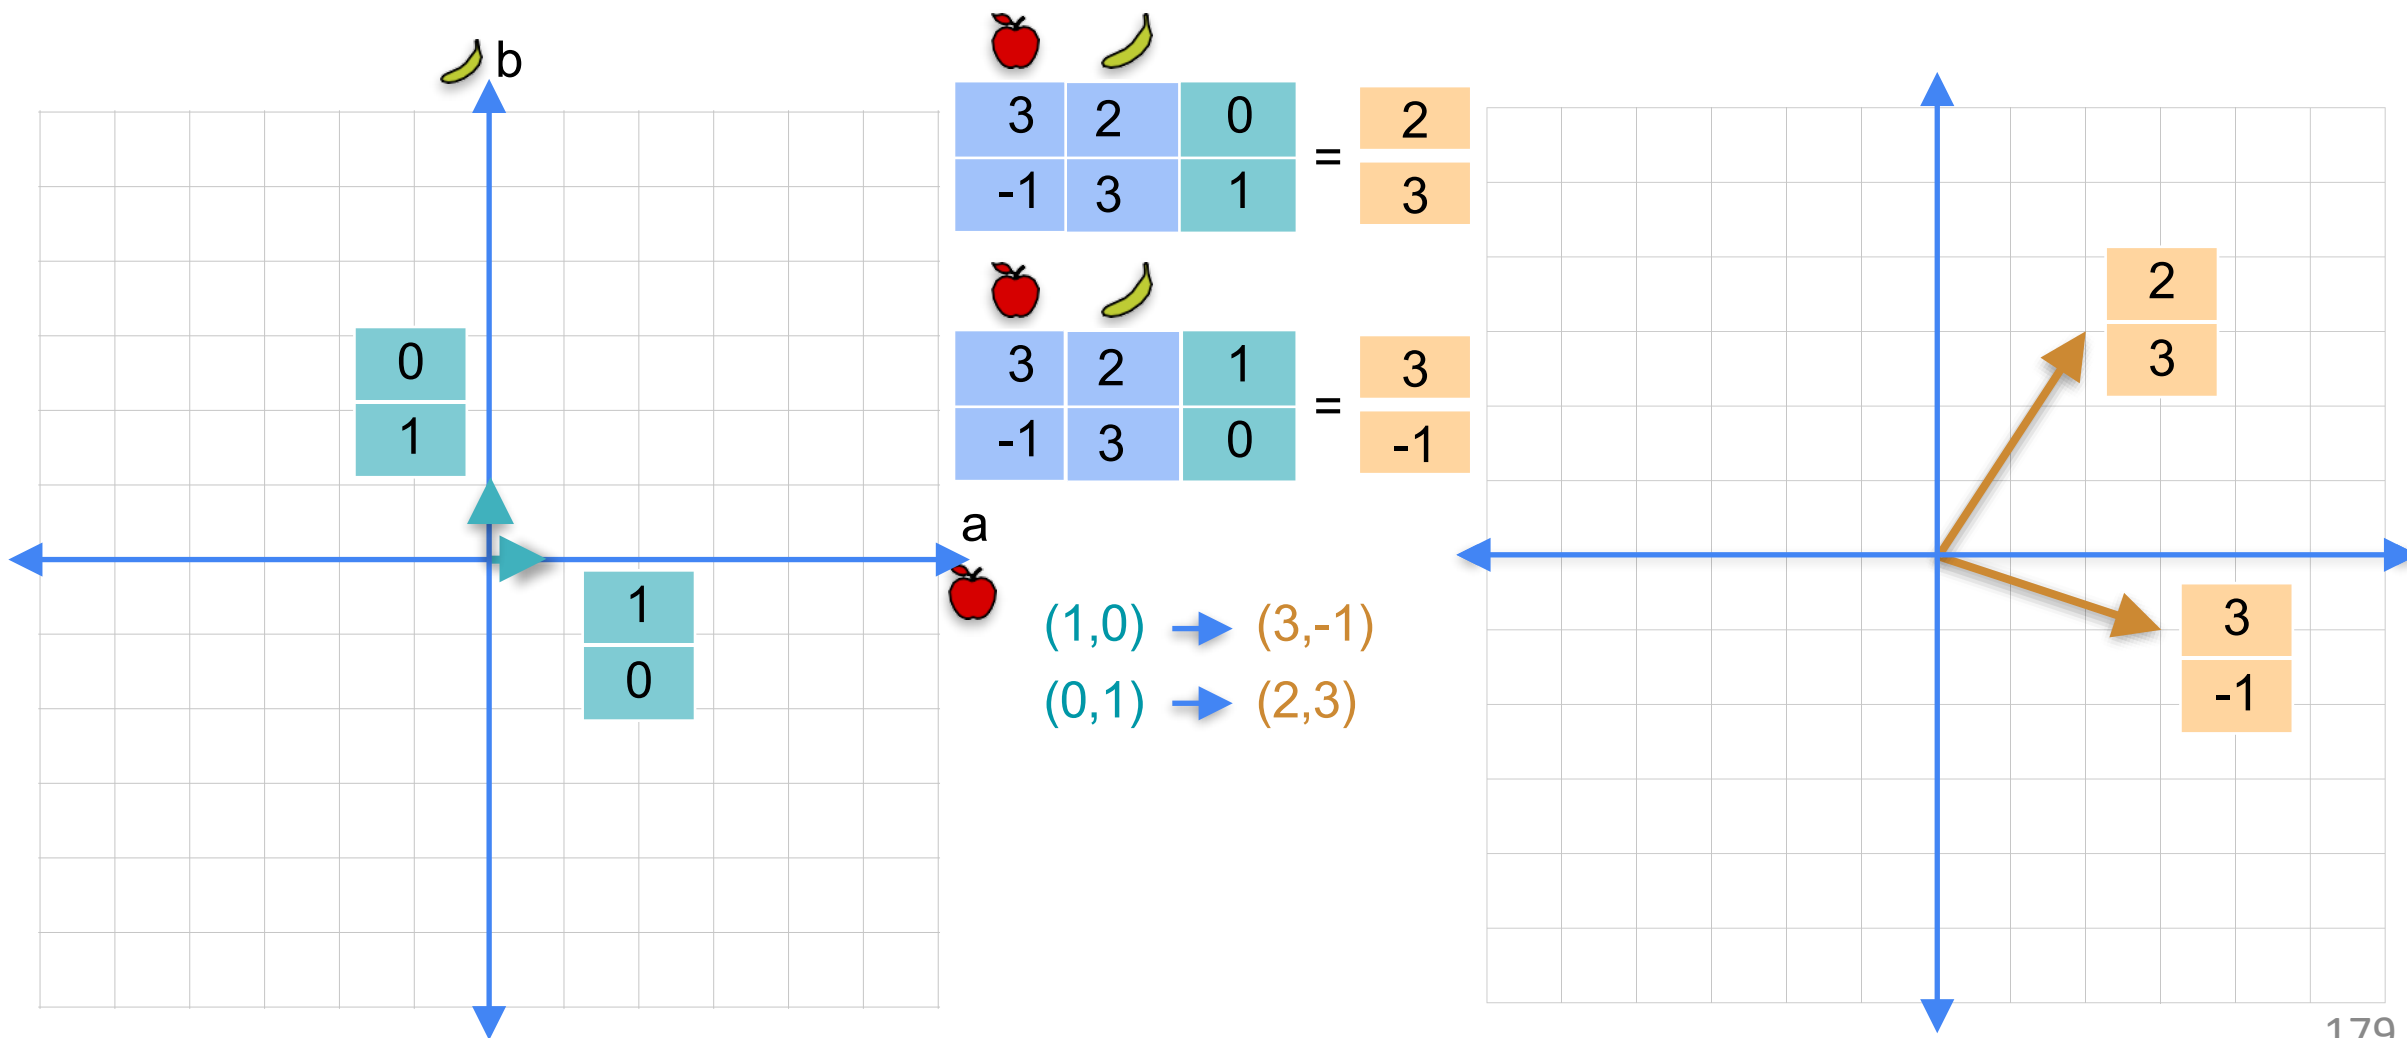 b
0
1
1
0
a
3 2 0 = 2
-1 3 1 3
3 2 1 = 3
-1 3 0 -1
(1,0) (3,-1)
(0,1) (2,3)
2
3
3
-1
179